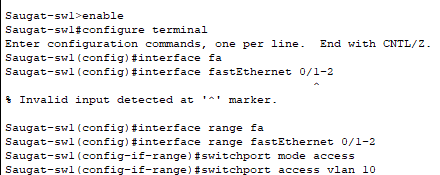 Saugat-sw1>enable
Saugat-sw1#configure terminal
Enter configuration commands, one per line.  End with CNTL/Z.
Saugat-sw1(config)#interface fa
Saugat-sw1(config)#interface fastEthernet 0/1-2
^
% Invalid input detected at '^' marker.
Saugat-sw1(config)#interface range fa
Saugat-sw1(config)#interface range fastEthernet 0/1-2
Saugat-sw1(config-if-range)#switchport mode access
Saugat-sw1(config-if-range)#switchport access vlan 10